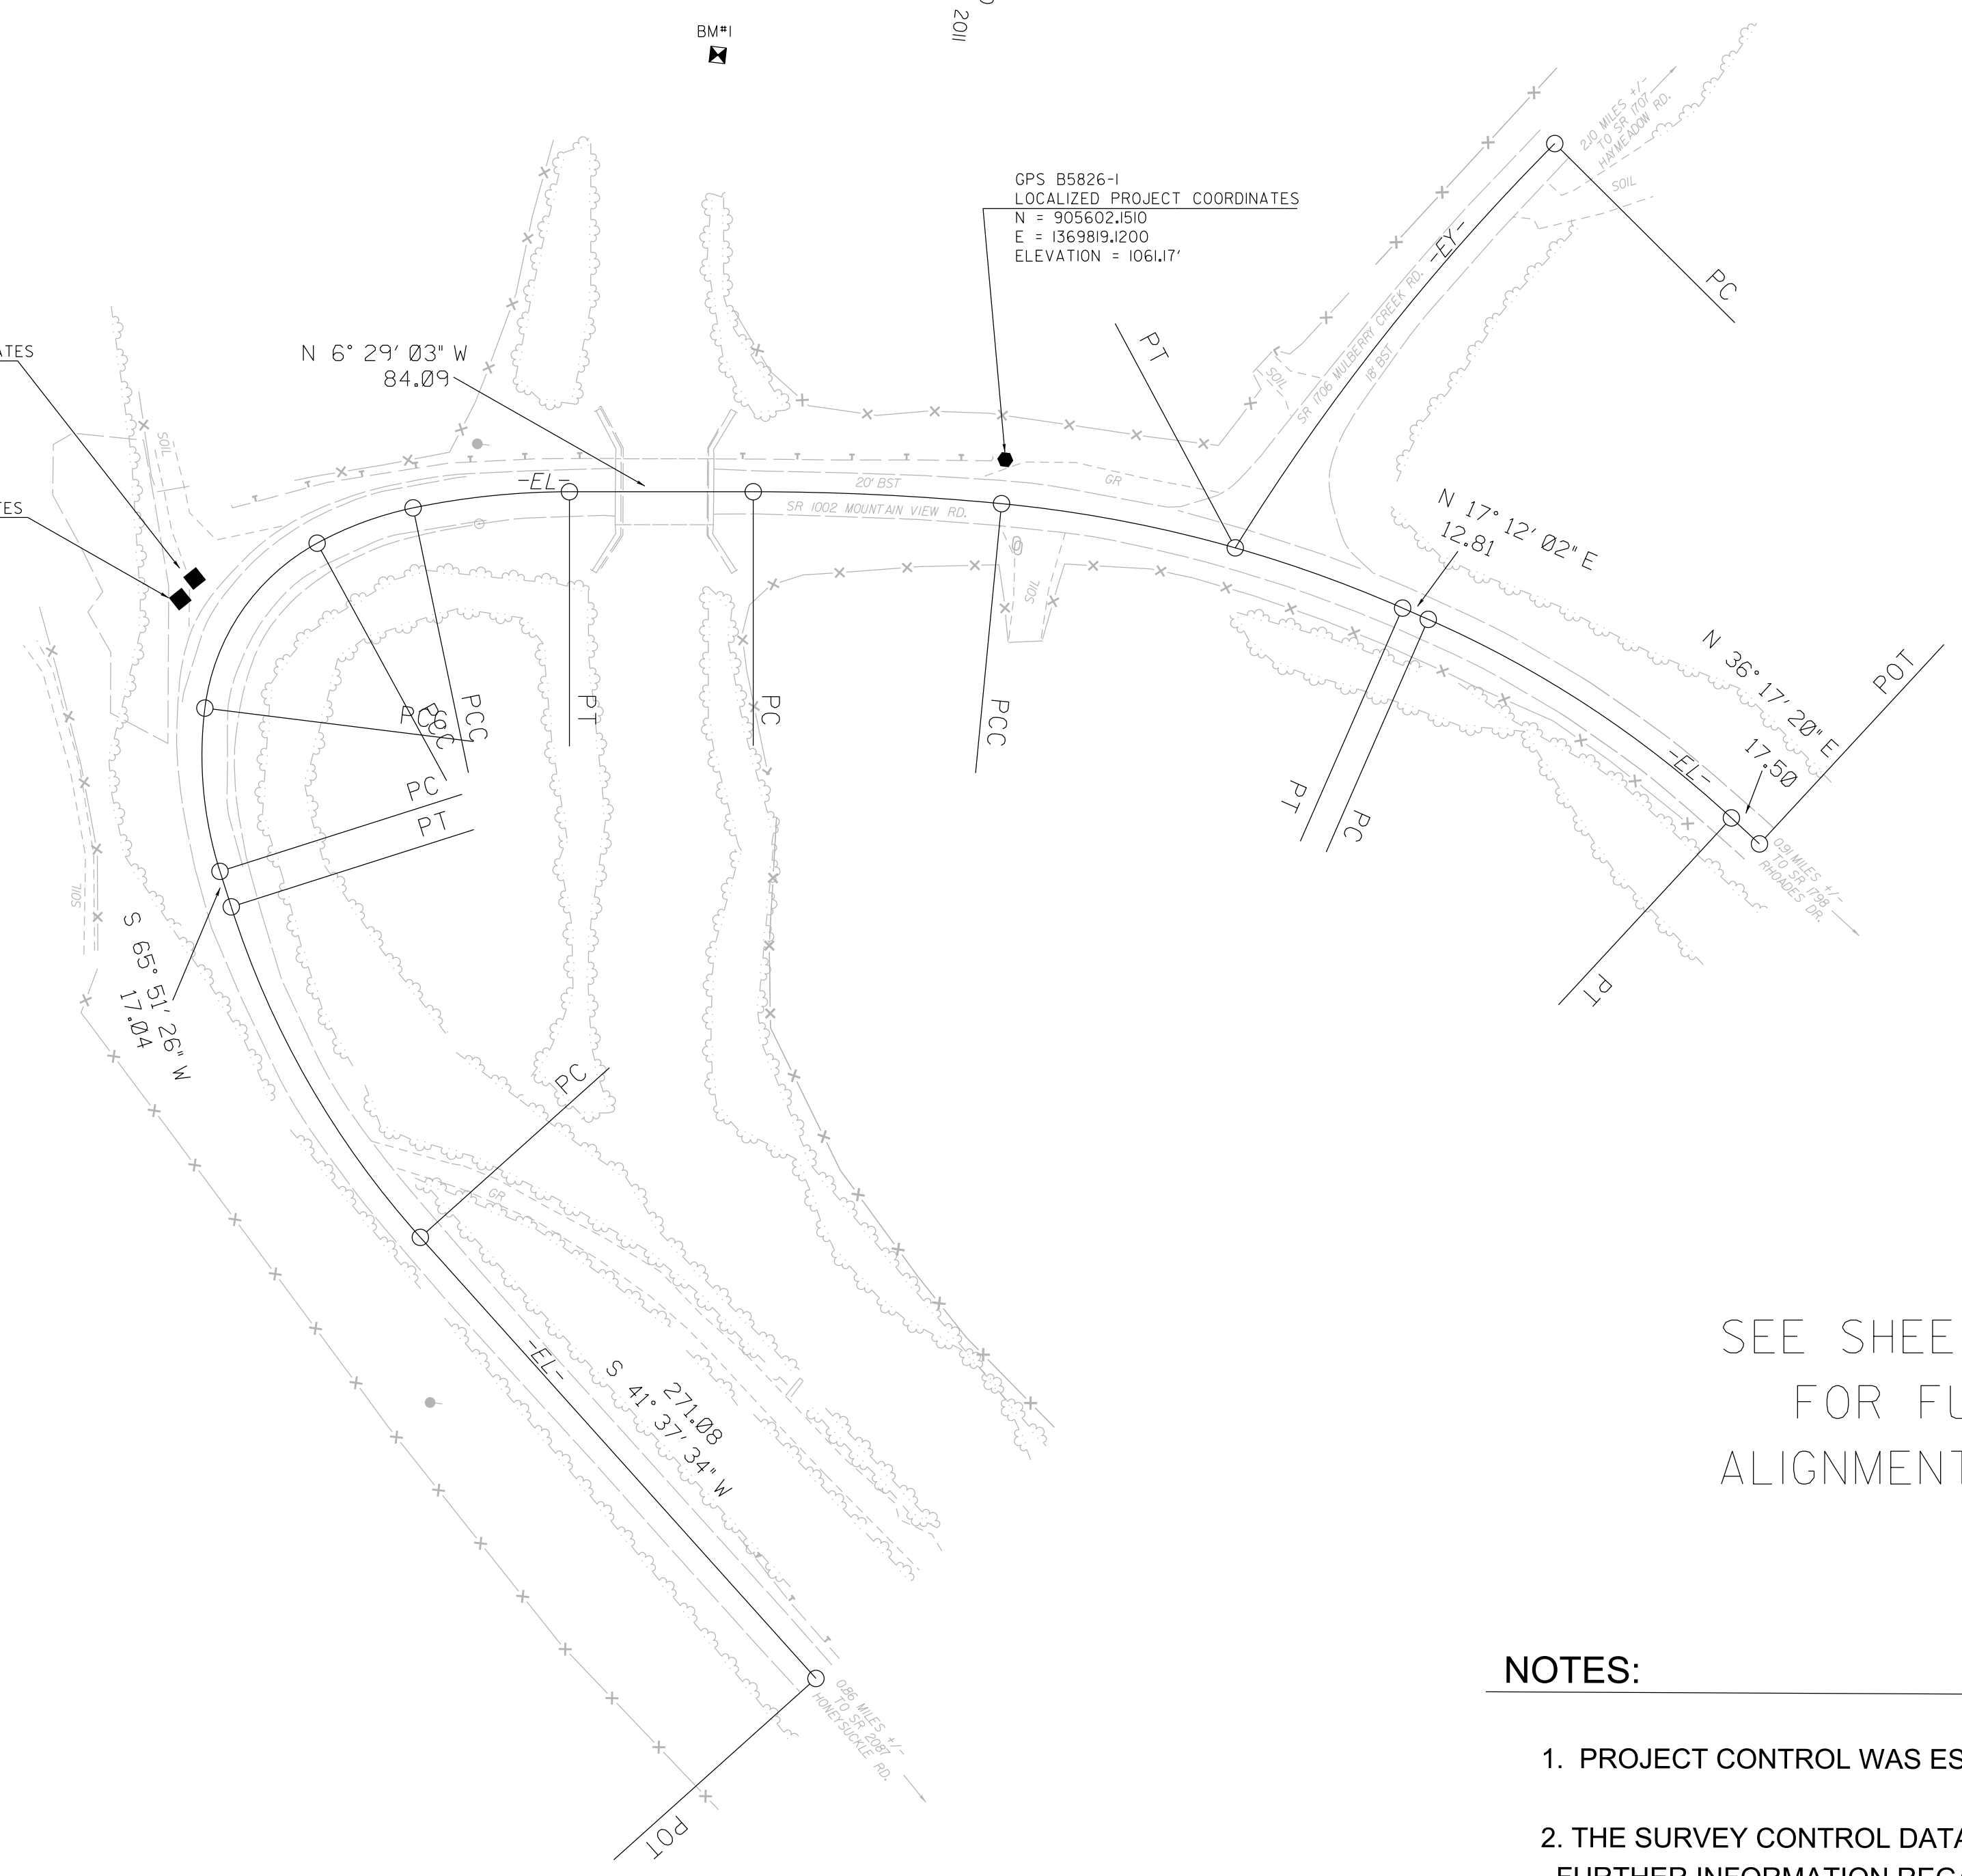 2011
BM#1
2.10 MILES +/-
TO SR 1707
HAYMEADOW RD.
SOIL
GPS B5826-1
LOCALIZED PROJECT COORDINATES
N = 905602.1510
E = 1369819.1200
ELEVATION = 1061.17'
-EY-
PC
SR 1706 MULBERRY CREEK RD.
18' BST
SOIL
PT
N 6° 29' 03" W
84.09
SOIL
-EL-
20' BST
SR 1002 MOUNTAIN VIEW RD.
GR
SOIL
N 17° 12' 02" E
12.81
N 36° 17' 20" E
17.50
POT
-EL-
PCC
PCC
PCC
PT
PC
PCC
PT
PC
PC
PT
0.91 MILES +/-
TO SR 1798
RHOADES DR.
PT
SOIL
S 65° 51' 26" W
17.04
PC
GR
-EL-
271.08
S 41° 37' 34" W
0.86 MILES +/-
TO SR 2087
HONEYSUCKLE RD.
POT
SEE SHEE
FOR FU
ALIGNMENT
NOTES:
1. PROJECT CONTROL WAS ES
2. THE SURVEY CONTROL DATA